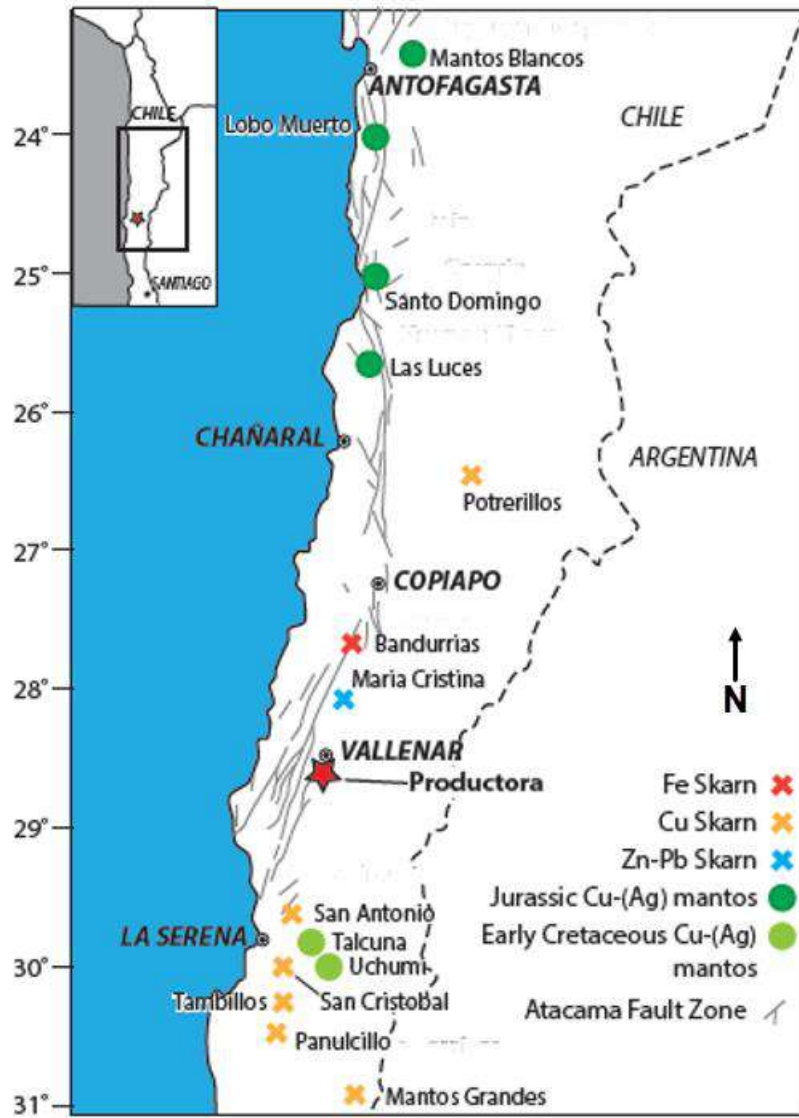 Mantos Blancos
ANTOFAGASTA
CHILE
CHILE
Lobo Muerto
24°
SANTIAGO
25°
Santo Domingo
Las Luces
26°
CHAÑARAL
ARGENTINA
Potrerillos
27°
COPIAPO
Bandurrias
Maria Cristina
28°
N
VALLENAR
Productora
Fe Skarn
Cu Skarn
29°
Zn-Pb Skarn
Jurassic Cu-(Ag) mantos
San Antonio
LA SERENA
Talcuna
Early Cretaceous Cu-(Ag)
mantos
30°
Uchumi
Tambillos
San Cristobal
Atacama Fault Zone
Panulcillo
Mantos Grandes
31°